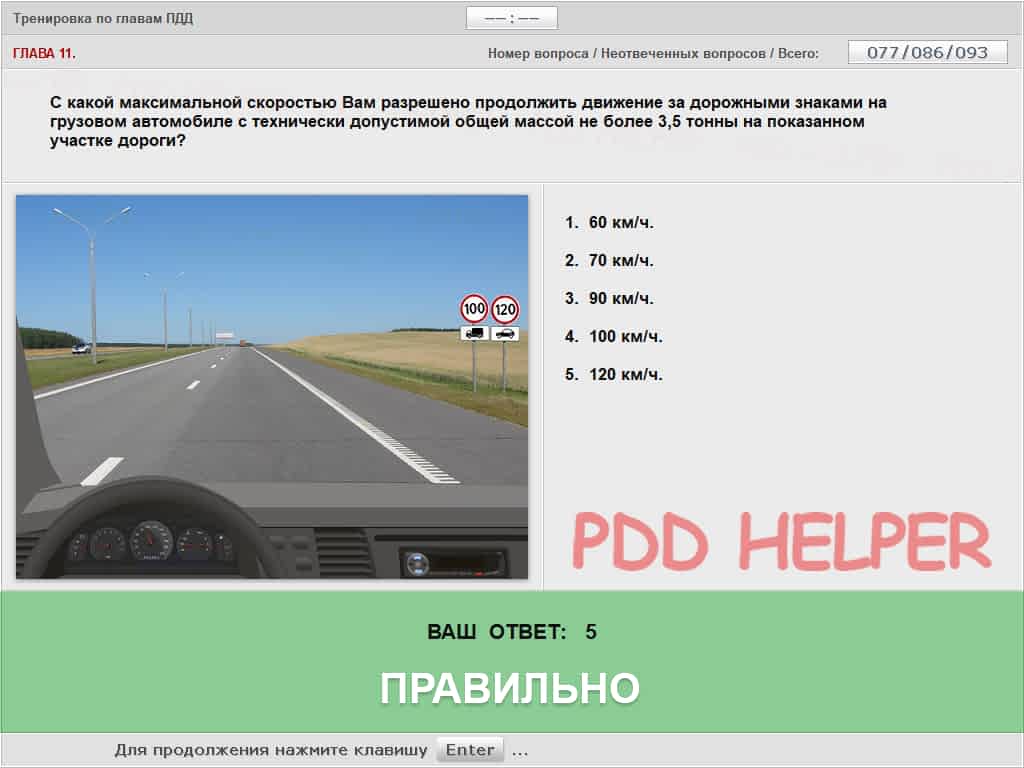 Тренировка по главам ПДД
—— : ——
ГЛАВА 11.
Номер вопроса / Неотвеченных вопросов / Всего:
077/086/093
С какой максимальной скоростью Вам разрешено продолжить движение за дорожными знаками на
грузовом автомобиле с технически допустимой общей массой не более 3,5 тонны на показанном
участке дороги?
100
120
1. 60 км/ч.
2. 70 км/ч.
3. 90 км/ч.
4. 100 км/ч.
5. 120 км/ч.
PDD HELPER
ВАШ ОТВЕТ: 5
ПРАВИЛЬНО
Для продолжения нажмите клавишу Enter ...